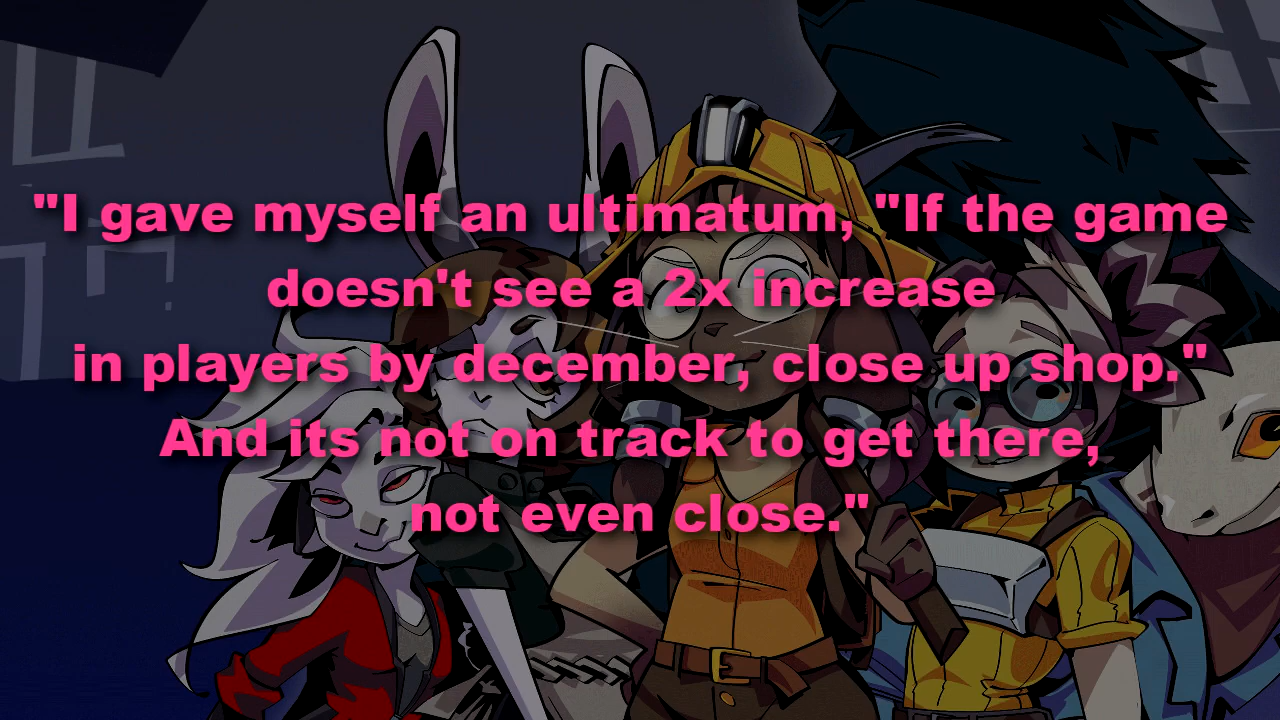 "I gave myself an ultimatum, "If the game
doesn't see a 2x increase
in players by december, close up shop."
And its not on track to get there,
not even close."